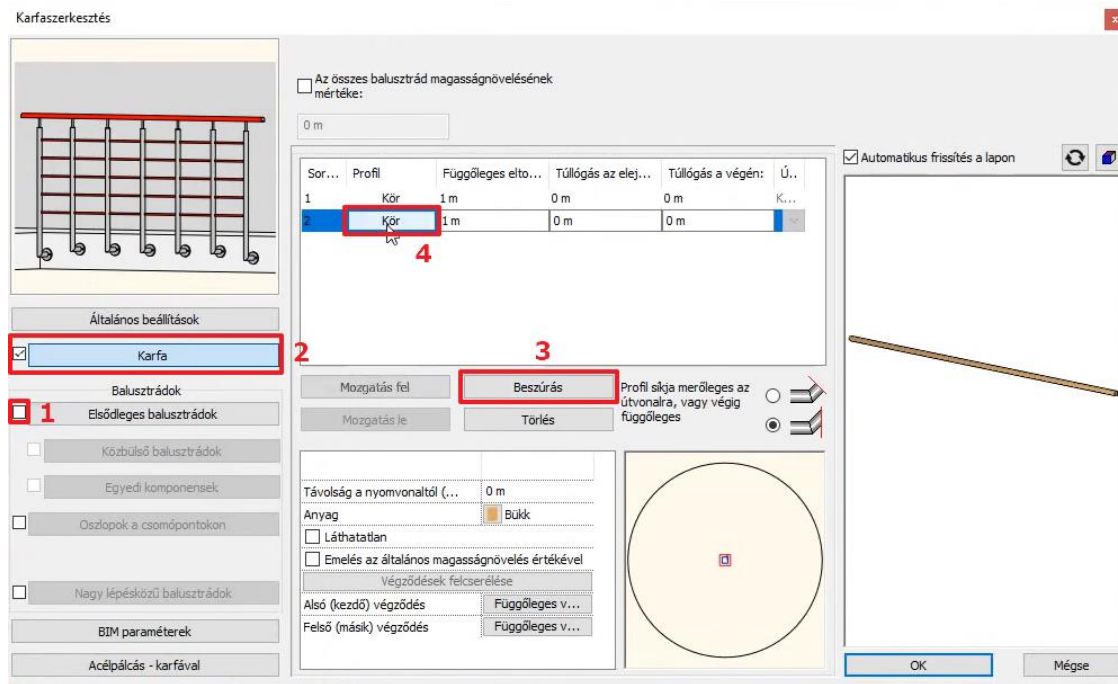 Karfaszerkesztés
x
Az összes balusztrád magasságnövelésének
mértéke:
0 m
Automatikus frissítés a lapon
Sor... Profil Függőleges elto... Túllógás az elej... Túllógás a végén: Ú..
1 Kör 1 m 0 m 0 m K...
2 Kör 1 m 0 m 0 m
4
Általános beállítások
Karfa 2
3
Mozgatás fel Beszúrás
Mozgatás le Törlés
Profil síkja merőleges az
útvonalra, vagy végig
függőleges
Balusztrádok
1 Elsődleges balusztrádok
Közbülső balusztrádok
Egyedi komponensek
Oszlopok a csomópontokon
Nagy lépésközű balusztrádok
BIM paraméterek
Acélpálcás - karfával
Távolság a nyomvonaltól (... 0 m
Anyag Bükk
Láthatatlan
Emelés az általános magasságnövelés értékével
Végződések felcserélése
Alsó (kezdő) végződés Függőleges v...
Felső (másik) végződés Függőleges v...
OK Mégse